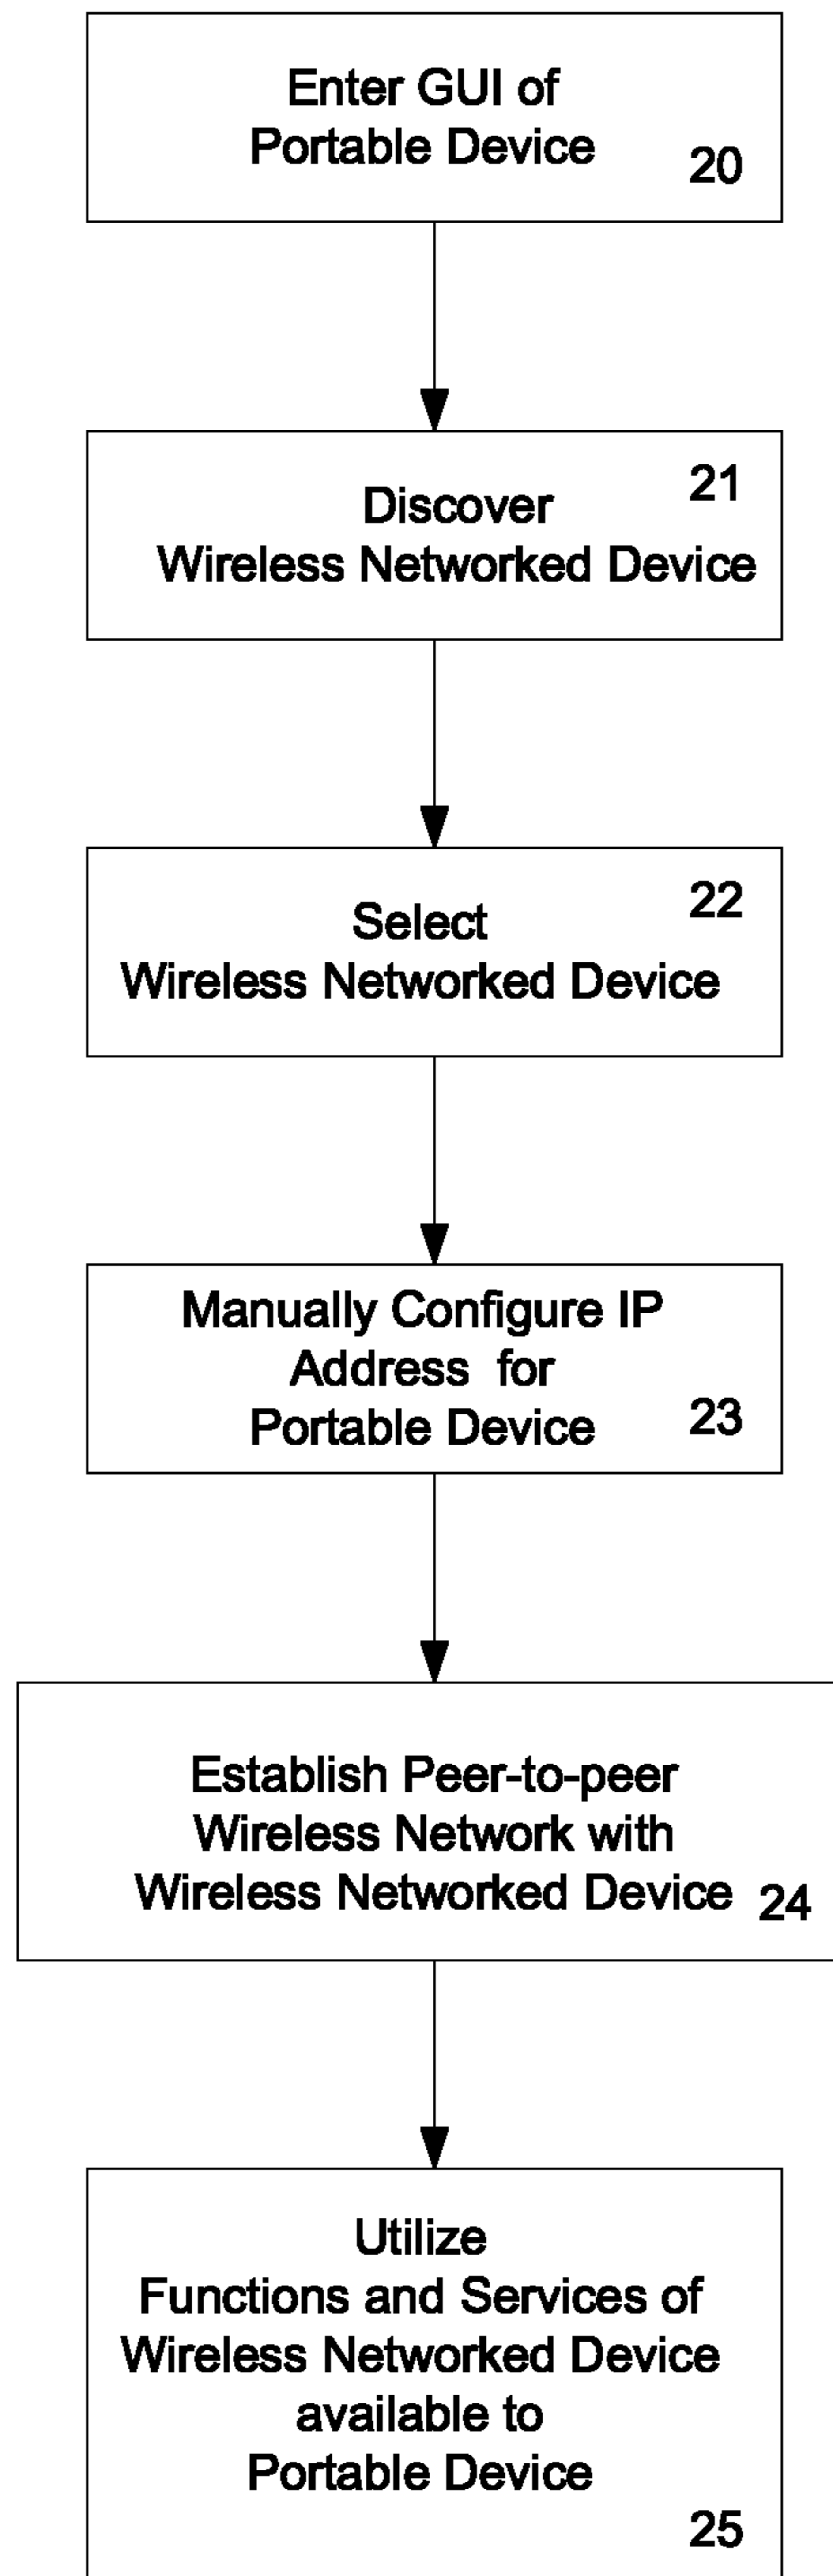 Enter GUI of
Portable Device
20
21
Discover
Wireless Networked Device
22
Select
Wireless Networked Device
Manually Configure IP
Address for
Portable Device
23
Establish Peer-to-peer
Wireless Network with
Wireless Networked Device
24
Utilize
Functions and Services of
Wireless Networked Device
available to
Portable Device
25